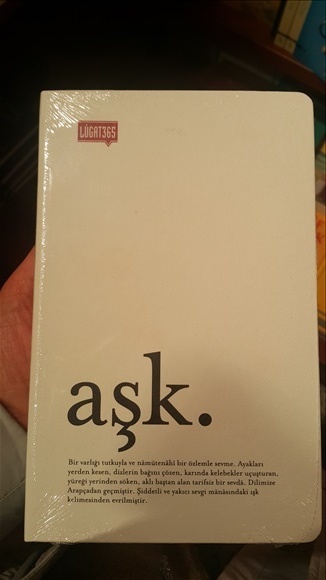 LÜGAT365
aşk.
Bir varlığı tutkuyla ve nâmütenâhî bir özlemle sevme. Ayakları
yerden kesen, dizlerin bağını çözen, karında kelebekler uçuşturan,
yüreği yerinden söken, aklı baştan alan tarifsiz bir sevdâ. Dilimize
Arapçadan geçmiştir. Şiddetli ve yakıcı sevgi mânâsındaki ışk
kelimesinden evrilmiştir.